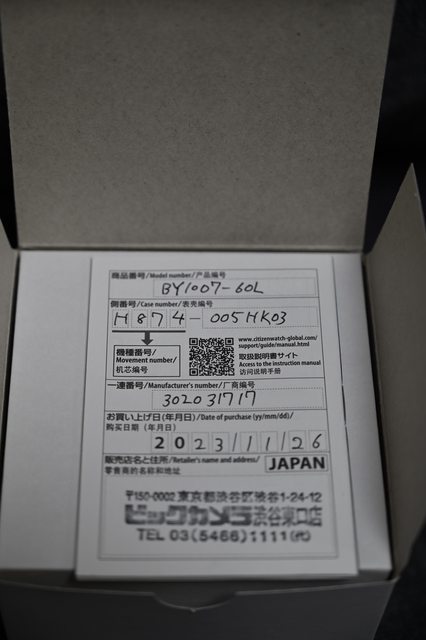 商品番号/Model number/产品编号
BY1007-60L
側番号/Case number/表壳编号
H874-005HK03
機種番号/
Movement number/
机芯编号
www.citizenwatch-global.com/
support/guide/manual.html
取扱説明書サイト
Access to the instruction manual
访问说明手册
一連番号/Manufacturer's number/厂商编号
302031717
お買い上げ日(年月日)/Date of purchase (yy/mm/dd)/
购买日期（年月日）
2023/11/26
販売店名と住所/Retailer's name and address/
零售商的名称和地址
JAPAN
〒150-0002 東京都渋谷区渋谷1-24-12
ビックカメラ渋谷東口店
TEL 03(5466)1111(代)